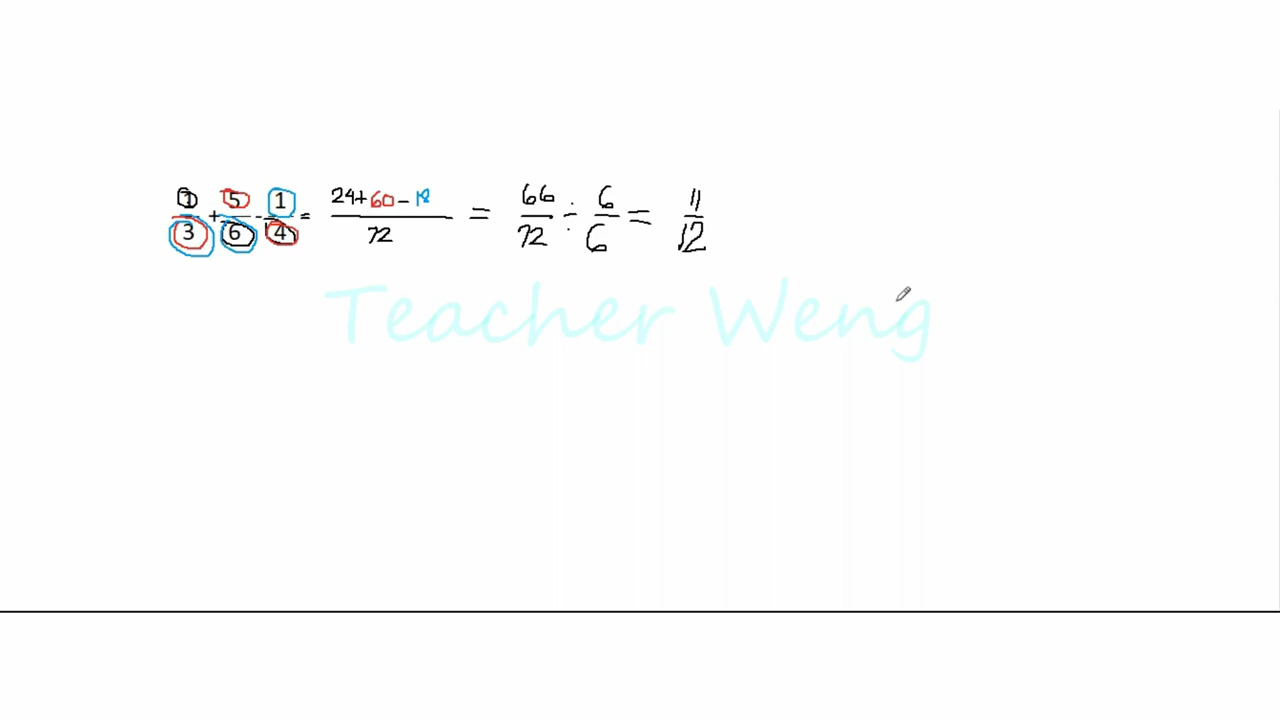 1/3 + 5/6 - 1/4 = (24+60-18)/72 = 66/72 ÷ 6/6 = 11/12
Teacher Weng